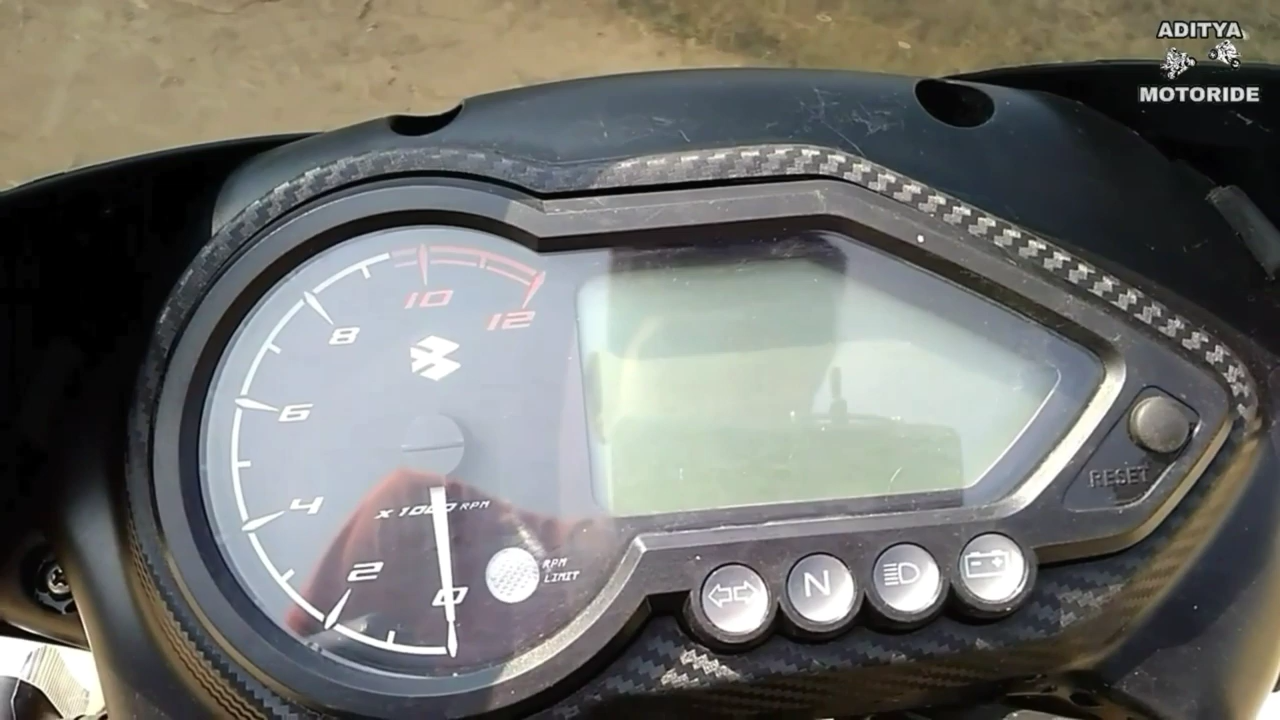 ADITYA
MOTORIDE
10
12
8
6
4
x 1000 RPM
2
0
RPM
LIMIT
RESET
N